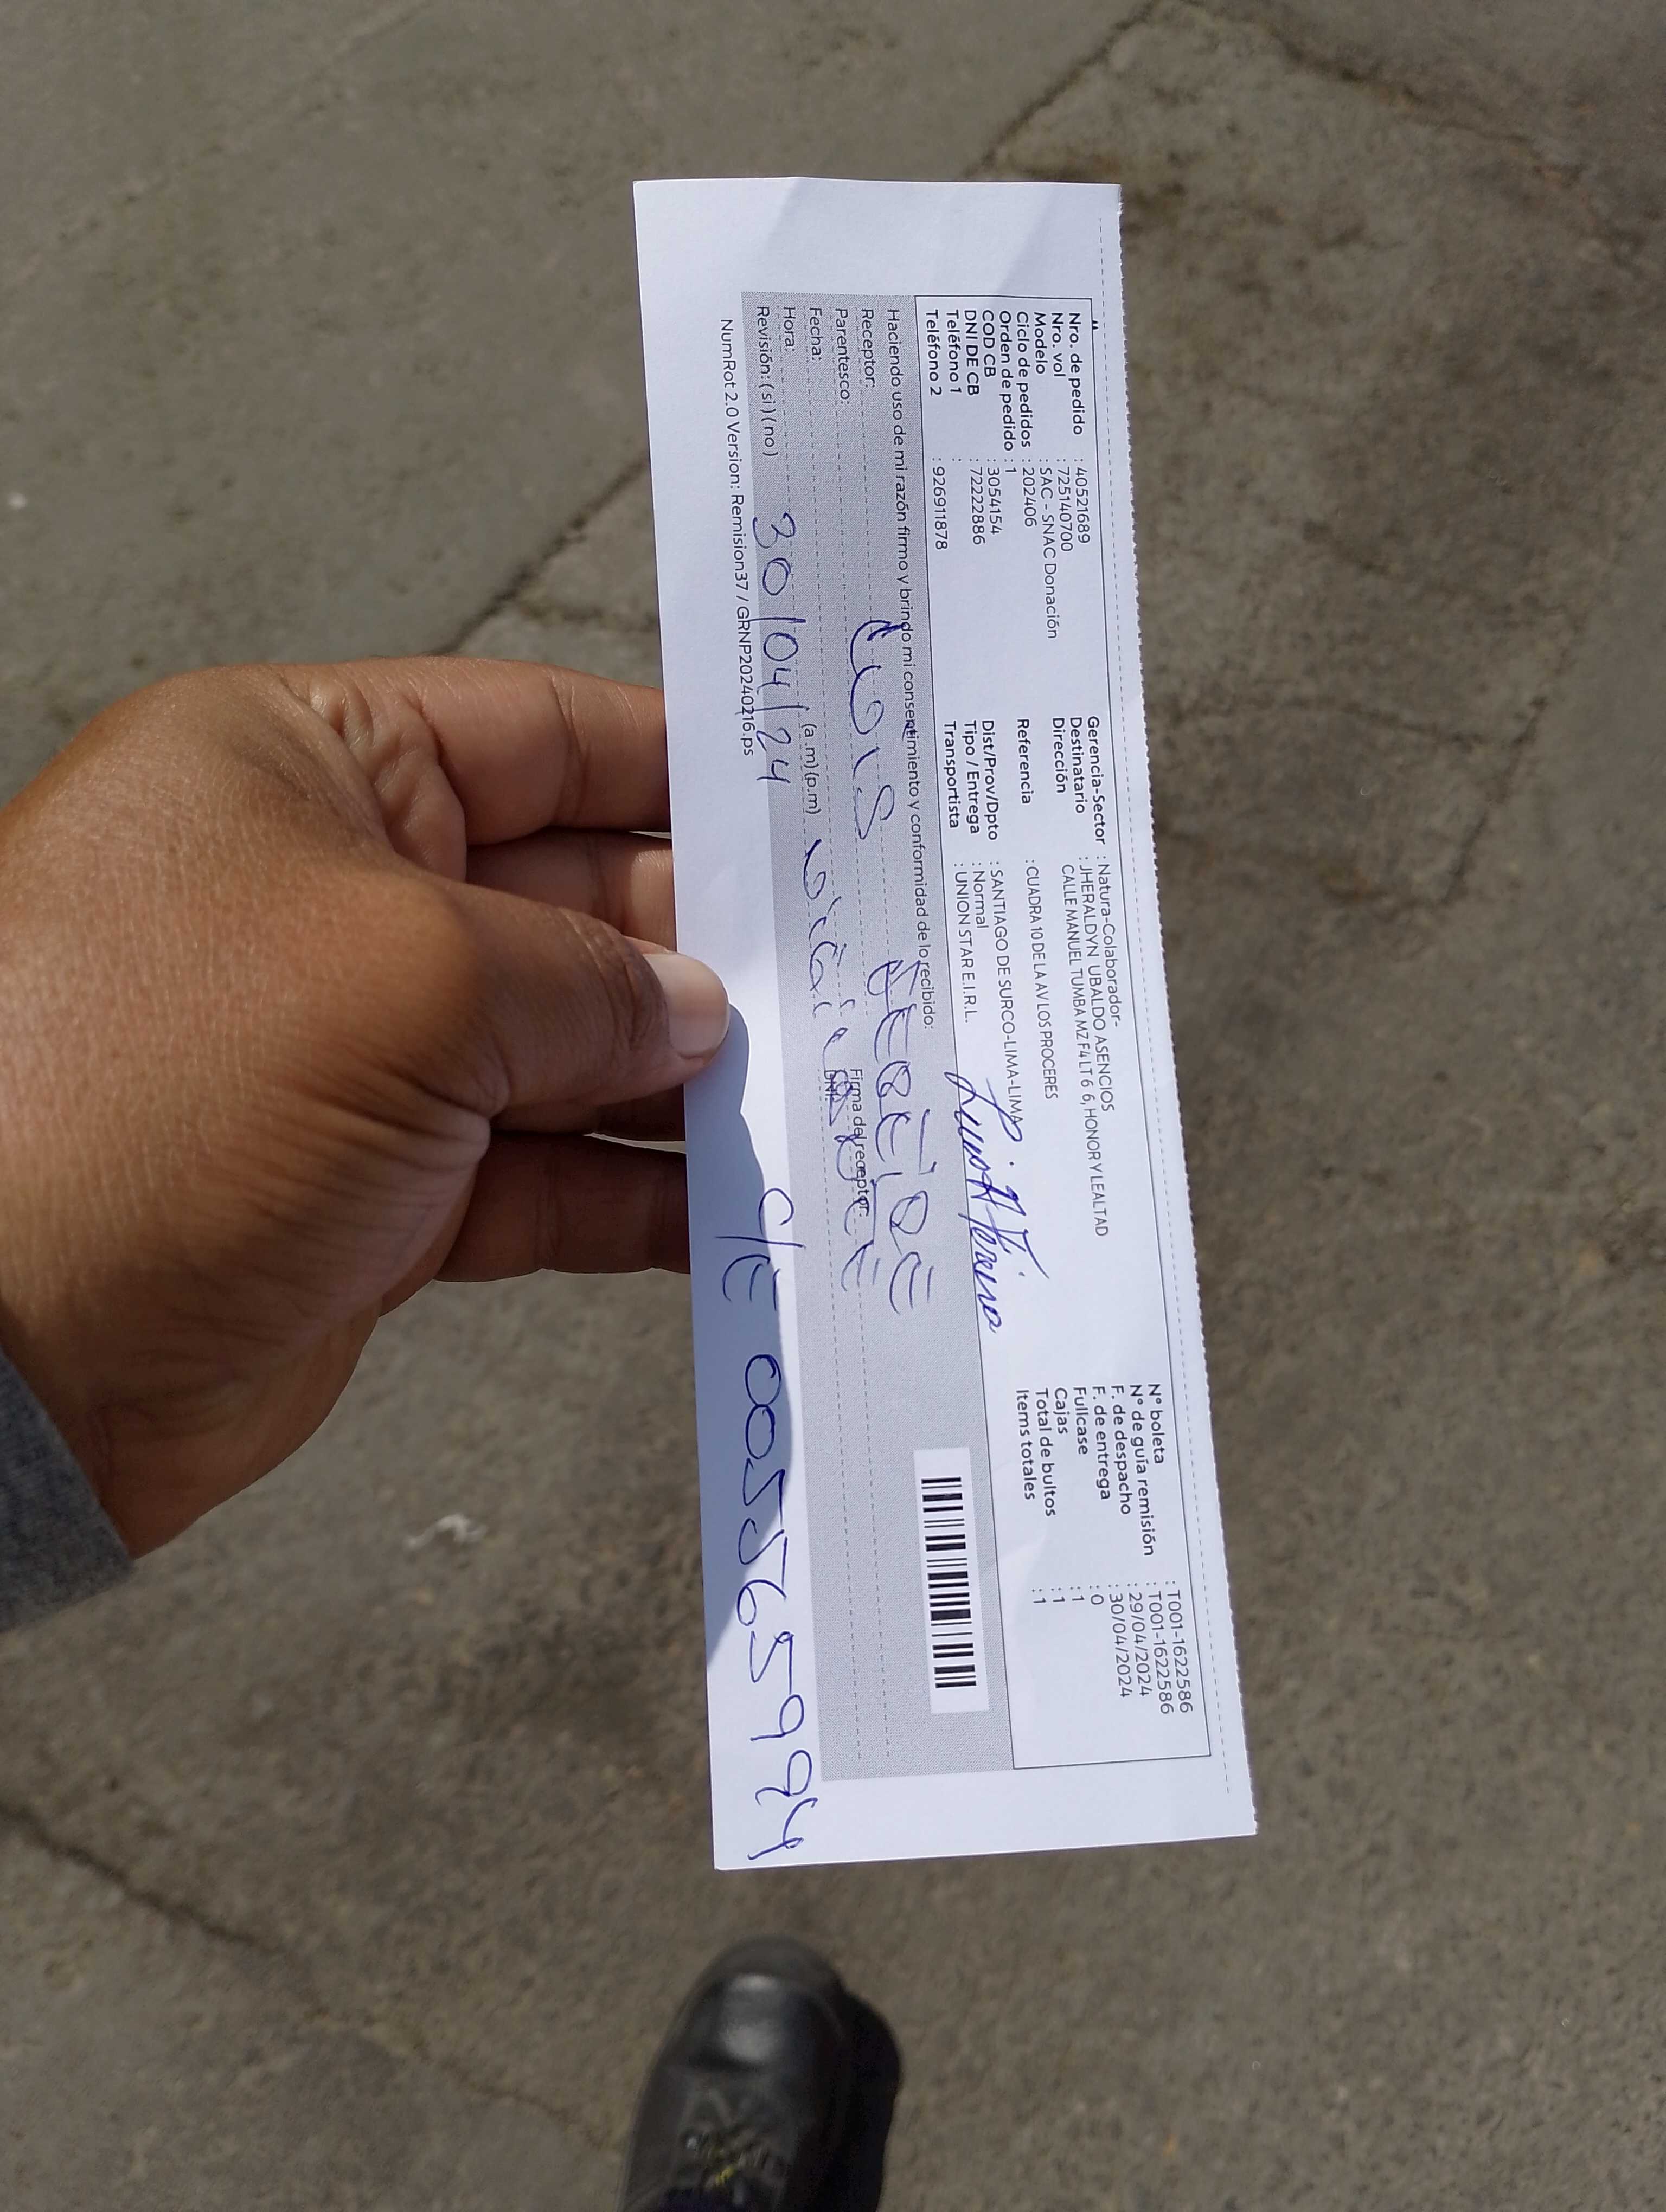 Nro. de pedido : 40521689
Nro. vol : 725140700
Modelo : SAC - SNAC Donación
Ciclo de pedidos : 202406
Orden de pedido : 1
COD CB : 3054154
DNI DE CB : 72222886
Teléfono 1 :
Teléfono 2 : 926911878
Gerencia-Sector : Natura-Colaborador-
Destinatario : JHERALDYN UBALDO ASENCIOS
Dirección CALLE MANUEL TUMBA MZ F4 LT 6 6, HONOR Y LEALTAD
Referencia : CUADRA 10 DE LA AV LOS PROCERES
Dist/Prov/Dpto : SANTIAGO DE SURCO-LIMA-LIMA
Tipo / Entrega : Normal
Transportista : UNION STAR E.I.R.L.
N° boleta : T001-1622586
N° de guía remisión : T001-1622586
F. de despacho : 29/04/2024
F. de entrega : 30/04/2024
Fullcase : 0
Cajas : 1
Total de bultos : 1
Items totales : 1
Haciendo uso de mi razón firmo y brindo mi consentimiento y conformidad de lo recibido:
Receptor: Luis
Parentesco: Firma del receptor:
Fecha: DNI:
Hora: (a.m)(p.m)
Revisión: (si) (no) 30/04/24
C/E 005565994
NumRot 2.0 Version: Remision37 / GRNP20240216.ps